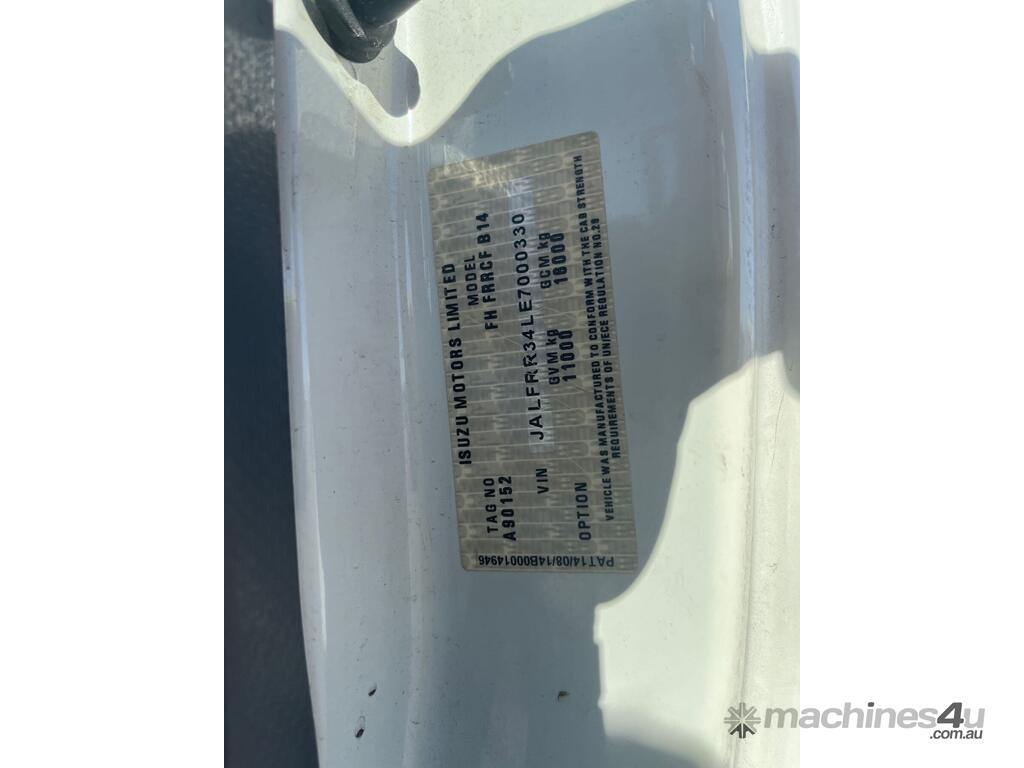 ISUZU MOTORS LIMITED
TAG NO MODEL
A90152 FH FRRCF B14
VIN JALFRR34LE7000330
GVM kg GCM kg
11000 16000
OPTION
VEHICLE WAS MANUFACTURED TO CONFORM WITH THE CAB STRENGTH
REQUIREMENTS OF UNIECE REGULATION NO.29
PAT14/08/14B00014946
machines4u
.com.au